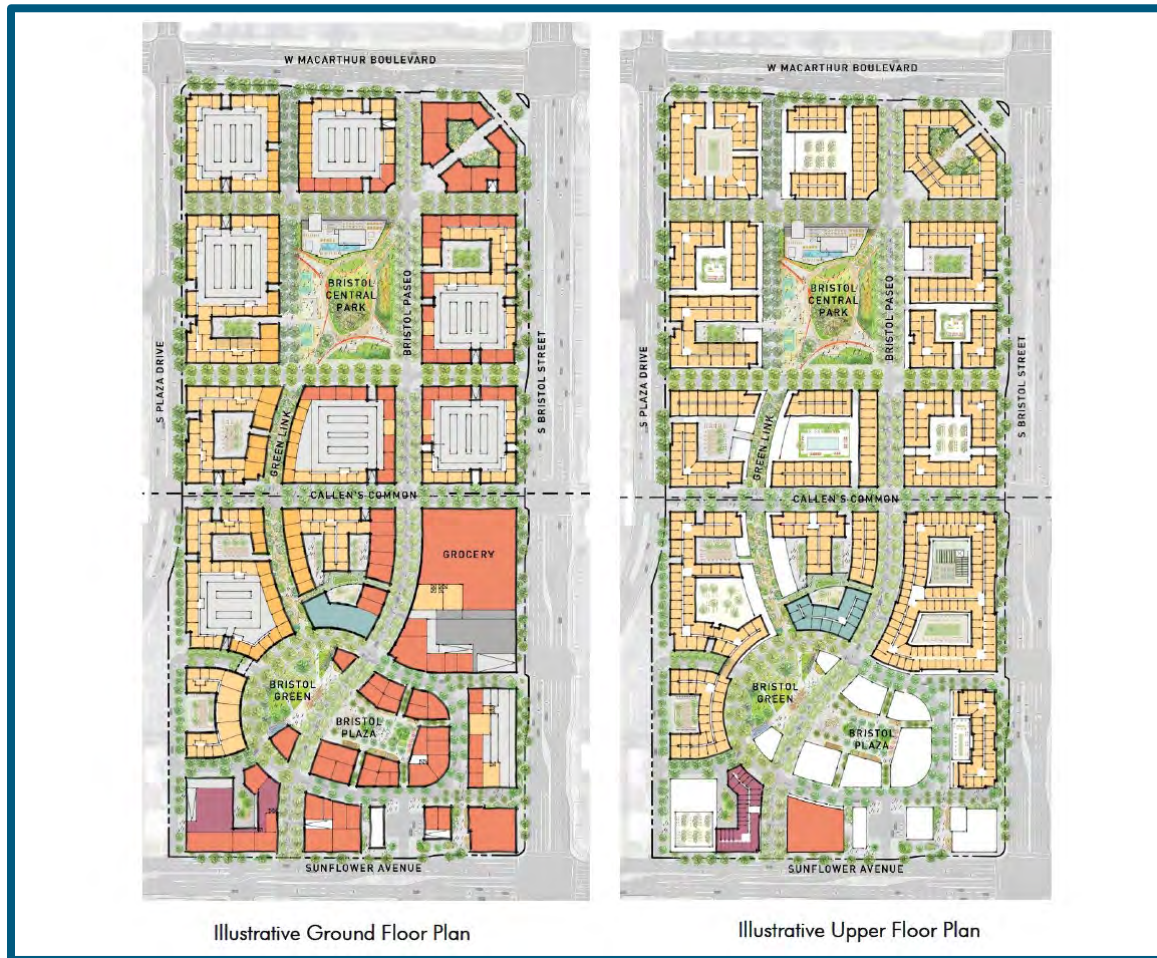 W MACARTHUR BOULEVARD
BRISTOL
CENTRAL
PARK
BRISTOL PASEO
S PLAZA DRIVE
S BRISTOL STREET
GREEN LINK
CALLEN'S COMMON
GROCERY
BRISTOL
GREEN
BRISTOL
PLAZA
SUNFLOWER AVENUE
Illustrative Ground Floor Plan
W MACARTHUR BOULEVARD
BRISTOL
CENTRAL
PARK
BRISTOL PASEO
S PLAZA DRIVE
S BRISTOL STREET
GREEN LINK
CALLEN'S COMMON
BRISTOL
GREEN
BRISTOL
PLAZA
SUNFLOWER AVENUE
Illustrative Upper Floor Plan